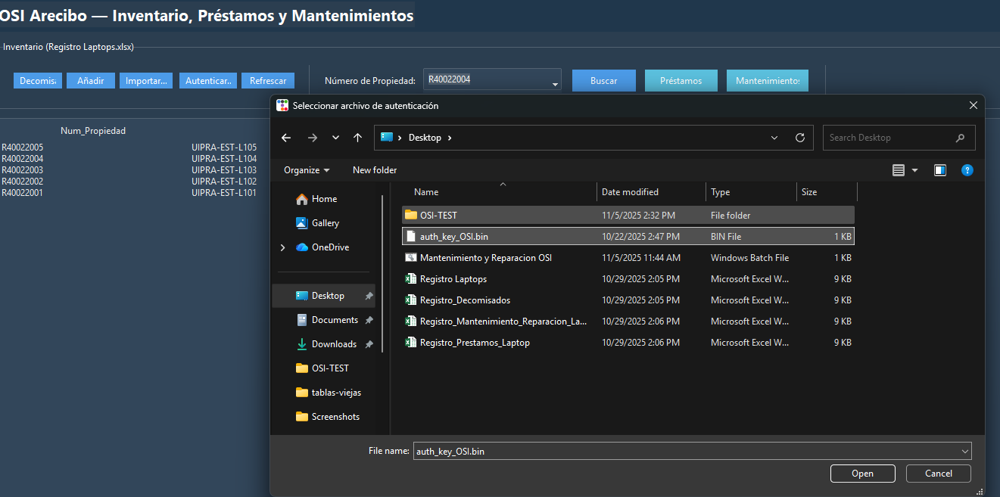 OSI Arecibo — Inventario, Préstamos y Mantenimientos
Inventario (Registro Laptops.xlsx)
Decomisa Añadir Importar... Autenticar.. Refrescar Número de Propiedad: R40022004 Buscar Préstamos Mantenimientos
Seleccionar archivo de autenticación
Desktop
Search Desktop
Organize New folder
Num_Propiedad
R40022005 UIPRA-EST-L105
R40022004 UIPRA-EST-L104
R40022003 UIPRA-EST-L103
R40022002 UIPRA-EST-L102
R40022001 UIPRA-EST-L101
Home
Gallery
OneDrive
Desktop
Documents
Downloads
OSI-TEST
tablas-viejas
Screenshots
Name Date modified Type Size
OSI-TEST 11/5/2025 2:32 PM File folder
auth_key_OSI.bin 10/22/2025 2:47 PM BIN File 1 KB
Mantenimiento y Reparacion OSI 11/5/2025 11:44 AM Windows Batch File 1 KB
Registro Laptops 10/29/2025 2:05 PM Microsoft Excel W... 9 KB
Registro_Decomisados 10/29/2025 2:05 PM Microsoft Excel W... 9 KB
Registro_Mantenimiento_Reparacion_La... 10/29/2025 2:06 PM Microsoft Excel W... 9 KB
Registro_Prestamos_Laptop 10/29/2025 2:06 PM Microsoft Excel W... 9 KB
File name: auth_key_OSI.bin
Open Cancel